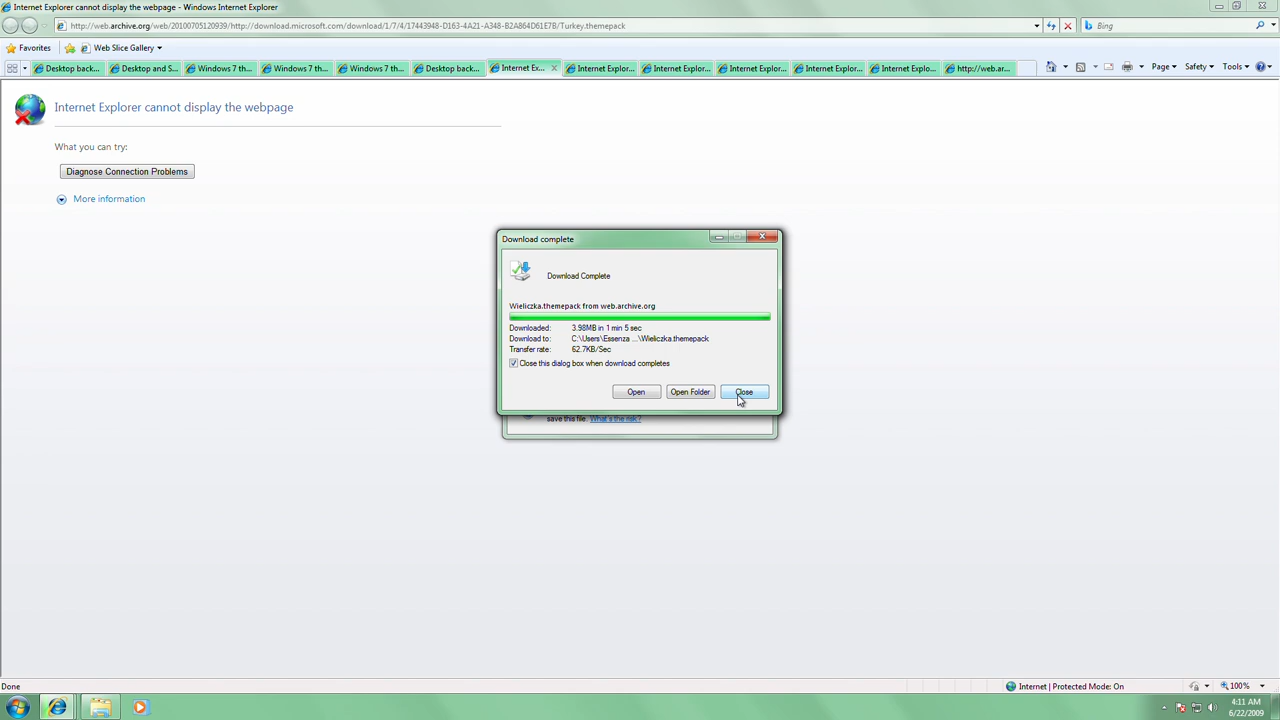 Internet Explorer cannot display the webpage - Windows Internet Explorer
http://web.archive.org/web/20100705120939/http://download.microsoft.com/download/1/7/4/17443948-D163-4A21-A348-B2A864D61E7B/Turkey.themepack
Bing
Favorites
Web Slice Gallery
Desktop back...
Desktop and S...
Windows 7 th...
Windows 7 th...
Windows 7 th...
Desktop back...
Internet Ex...
Internet Explor...
Internet Explor...
Internet Explor...
Internet Explor...
Internet Explo...
http://web.ar...
Page
Safety
Tools
Internet Explorer cannot display the webpage
What you can try:
Diagnose Connection Problems
More information
Download complete
Download Complete
Wieliczka.themepack from web.archive.org
Downloaded: 3.98MB in 1 min 5 sec
Download to: C:\Users\Essenza ...\Wieliczka.themepack
Transfer rate: 62.7KB/Sec
Close this dialog box when download completes
Open
Open Folder
Close
save this file. What's the risk?
Done
Internet | Protected Mode: On
100%
4:11 AM
6/22/2009